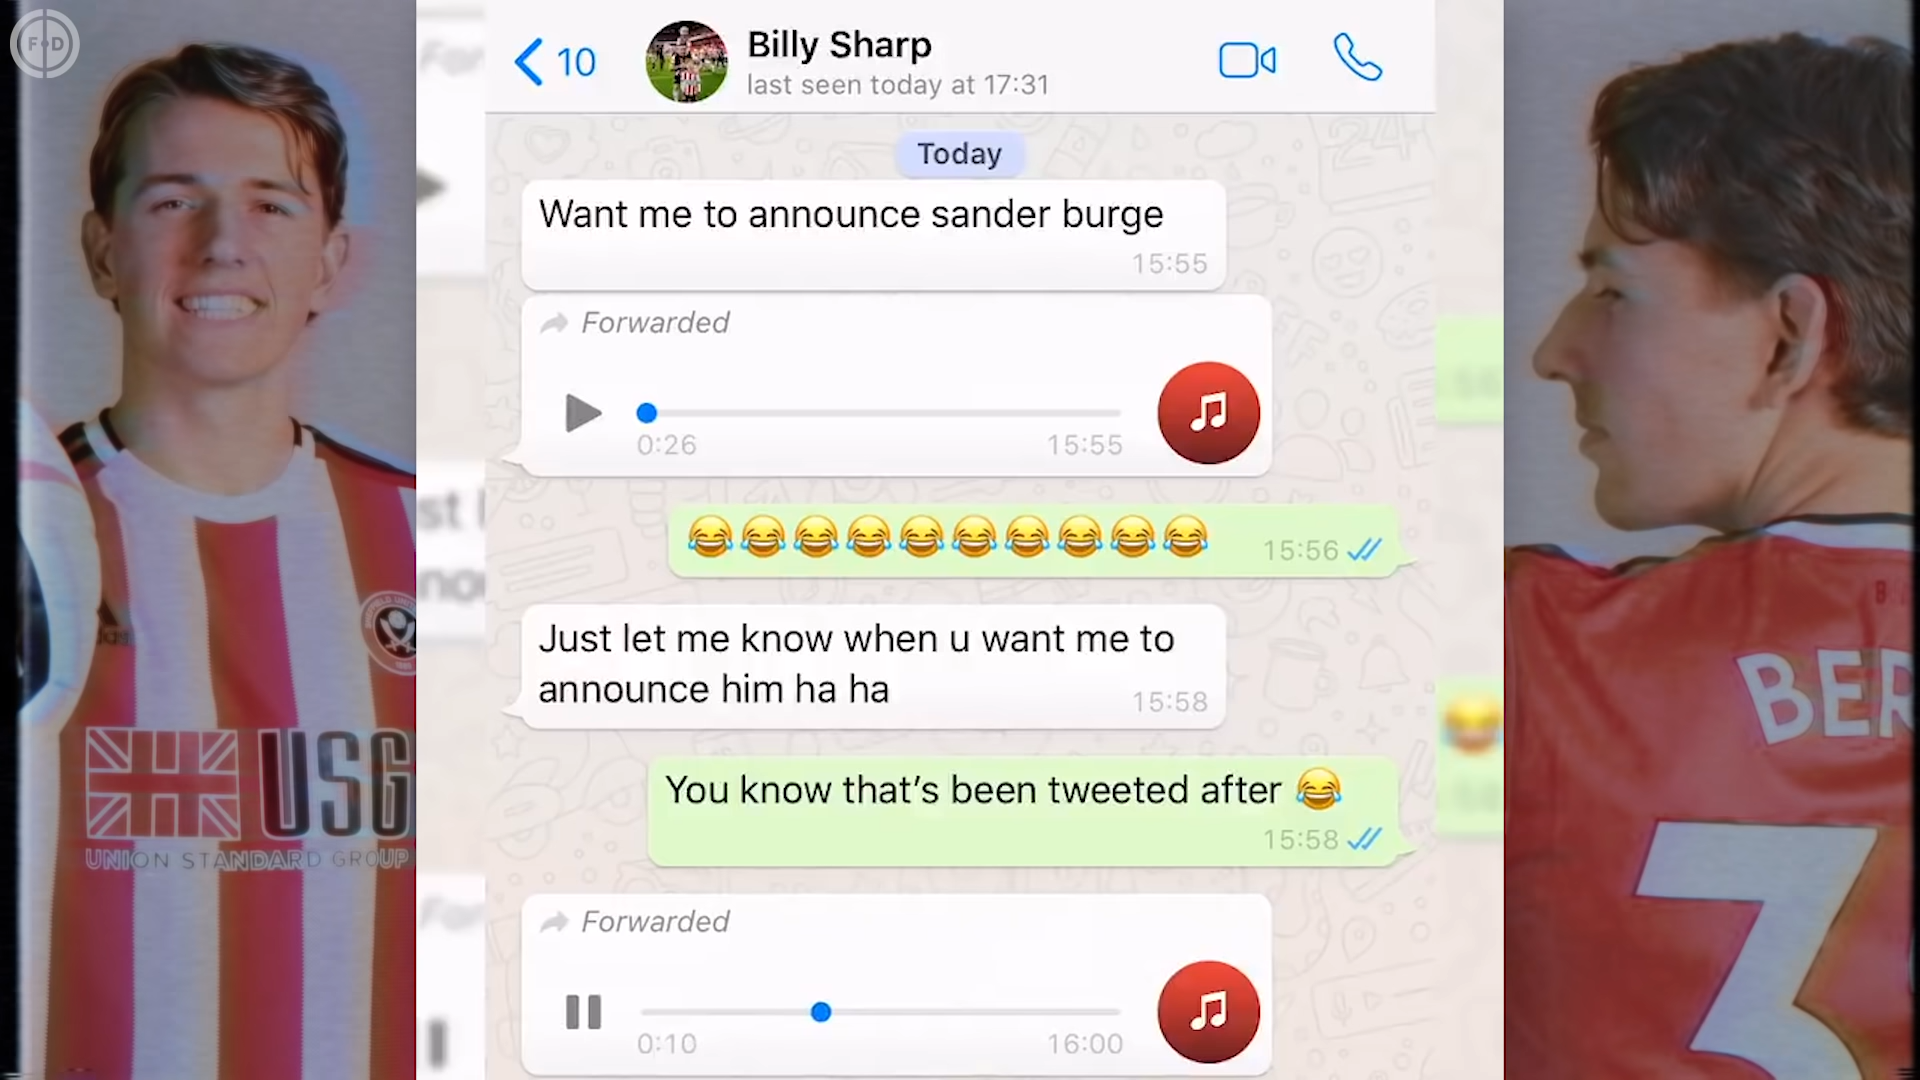 F D
10
Billy Sharp
last seen today at 17:31
Today
Want me to announce sander burge
15:55
Forwarded
0:26
15:55
15:56
Just let me know when u want me to
announce him ha ha
15:58
You know that's been tweeted after
15:58
Forwarded
0:10
16:00
USG
UNION STANDARD GROUP
BER
3